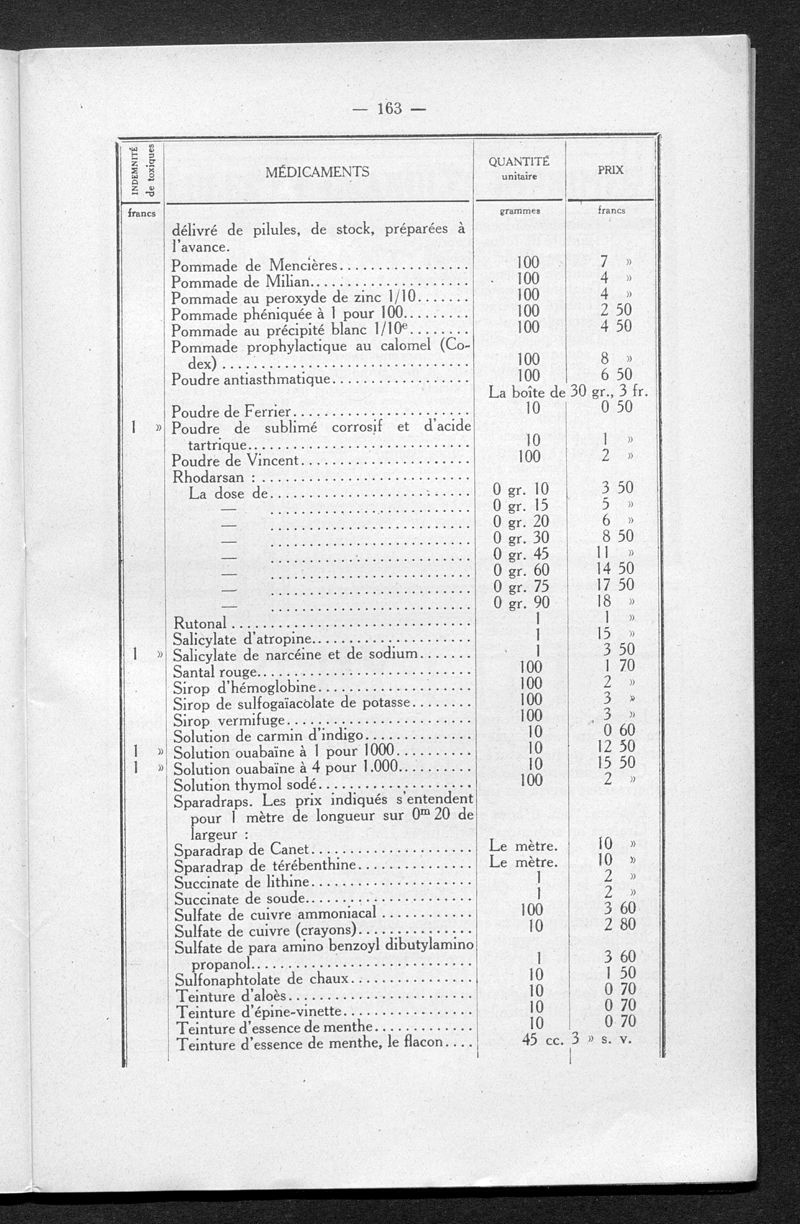 — 163 —
INDEMNITÉ de toxiques MÉDICAMENTS QUANTITÉ unitaire PRIX
francs grammes francs
délivré de pilules, de stock, préparées à
l'avance.
Pommade de Mencières................. 100 7 »
Pommade de Milian..................... 100 4 »
Pommade au peroxyde de zinc 1/10....... 100 4 »
Pommade phéniquée à 1 pour 100......... 100 2 50
Pommade au précipité blanc 1/10e........ 100 4 50
Pommade prophylactique au calomel (Co-
dex) ................................ 100 8 »
Poudre antiasthmatique.................. 100 6 50
La boîte de 30 gr., 3 fr.
Poudre de Ferrier....................... 10 0 50
1 » Poudre de sublimé corrosif et d'acide
tartrique............................. 10 1 »
Poudre de Vincent...................... 100 2 »
Rhodarsan : ...........................
La dose de.......................... 0 gr. 10 3 50
— .......................... 0 gr. 15 5 »
— .......................... 0 gr. 20 6 »
— .......................... 0 gr. 30 8 50
— .......................... 0 gr. 45 11 »
— .......................... 0 gr. 60 14 50
— .......................... 0 gr. 75 17 50
— .......................... 0 gr. 90 18 »
Rutonal ............................... 1 1 »
Salicylate d'atropine..................... 1 15 »
1 » Salicylate de narcéine et de sodium....... 1 3 50
Santal rouge............................ 100 1 70
Sirop d'hémoglobine.................... 100 2 »
Sirop de sulfogaïacolate de potasse........ 100 3 »
Sirop vermifuge........................ 100 3 »
Solution de carmin d'indigo.............. 10 0 60
1 » Solution ouabaïne à 1 pour 1000.......... 10 12 50
1 » Solution ouabaïne à 4 pour 1.000.......... 10 15 50
Solution thymol sodé.................... 100 2 »
Sparadraps. Les prix indiqués s'entendent
pour 1 mètre de longueur sur 0m 20 de
largeur :
Sparadrap de Canet..................... Le mètre. 10 »
Sparadrap de térébenthine............... Le mètre. 10 »
Succinate de lithine..................... 1 2 »
Succinate de soude...................... 1 2 »
Sulfate de cuivre ammoniacal ............ 100 3 60
Sulfate de cuivre (crayons)............... 10 2 80
Sulfate de para amino benzoyl dibutylamino
propanol............................. 1 3 60
Sulfonaphtolate de chaux................ 10 1 50
Teinture d'aloès........................ 10 0 70
Teinture d'épine-vinette................. 10 0 70
Teinture d'essence de menthe............. 10 0 70
Teinture d'essence de menthe, le flacon.... 45 cc. 3 » s. v.